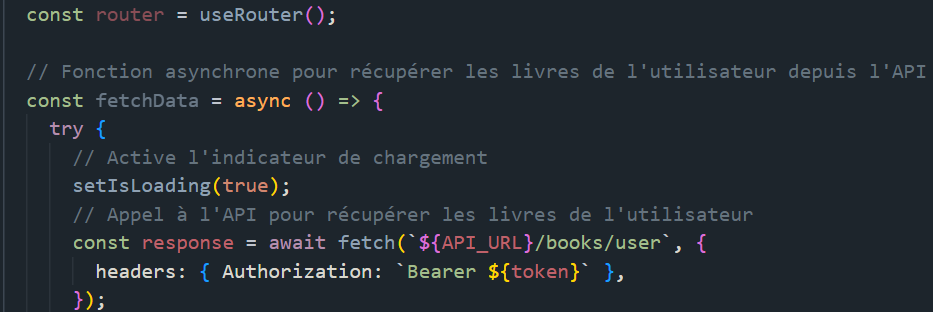 const router = useRouter();
// Fonction asynchrone pour récupérer les livres de l'utilisateur depuis l'API
const fetchData = async () => {
try {
// Active l'indicateur de chargement
setIsLoading(true);
// Appel à l'API pour récupérer les livres de l'utilisateur
const response = await fetch(`${API_URL}/books/user`, {
headers: { Authorization: `Bearer ${token}` },
});